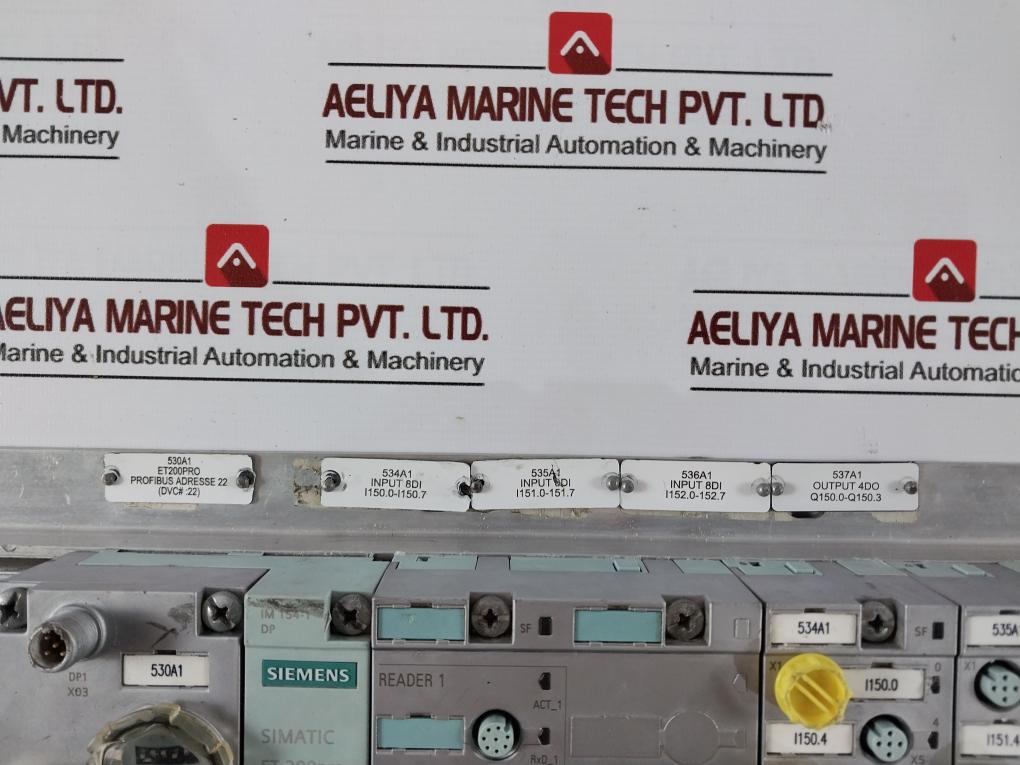 VT. LTD.
Machinery
AELIYA MARINE TECH PVT. LTD
Marine & Industrial Automation & Machinery
AELIYA MARINE TECH PVT. LTD.
Marine & Industrial Automation & Machinery
AELIYA MARINE TECH
Marine & Industrial Automatic
530A1
ET200PRO
PROFIBUS ADRESSE 22
(DVC# :22)
534A1
INPUT 8DI
I150.0-I150.7
535A1
INPUT 8DI
I151.0-151.7
536A1
INPUT 8DI
I152.0-152.7
537A1
OUTPUT 4DO
Q150.0-Q150.3
DP1
X03
530A1
IM 154-1
DP
SIEMENS
SIMATIC
SF
READER 1
ACT_1
RxD_1
534A1
SF
X1
I150.0
0
I150.4
4
X5
535A
X1
I151.4